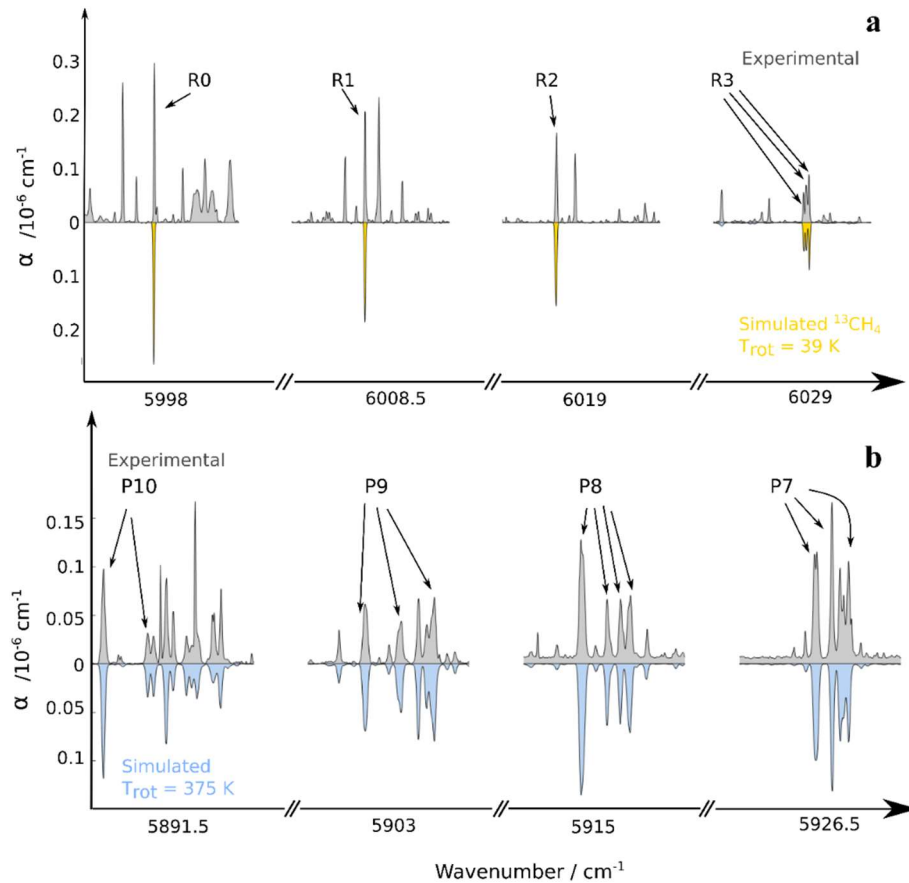 a
Experimental
R0
R1
R2
R3
0.3
0.2
0.1
0
0.1
0.2
α /10⁻⁶ cm⁻¹
Simulated ¹³CH₄
Trot = 39 K
5998
6008.5
6019
6029
b
Experimental
P10
P9
P8
P7
0.15
0.1
0.05
0
0.05
0.1
α /10⁻⁶ cm⁻¹
Simulated
Trot = 375 K
5891.5
5903
5915
5926.5
Wavenumber / cm⁻¹